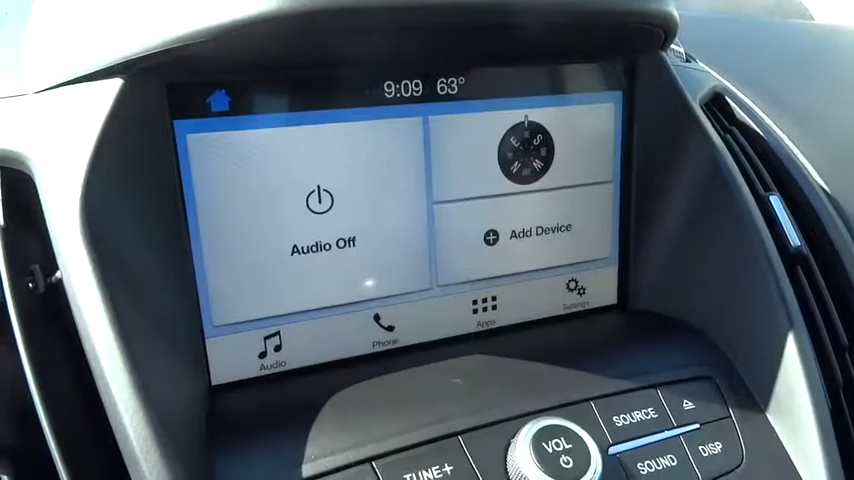 9:09 63°
E S
N W
Audio Off
Add Device
Audio
Phone
Apps
Settings
SOURCE
VOL
TUNE+
SOUND
DISP